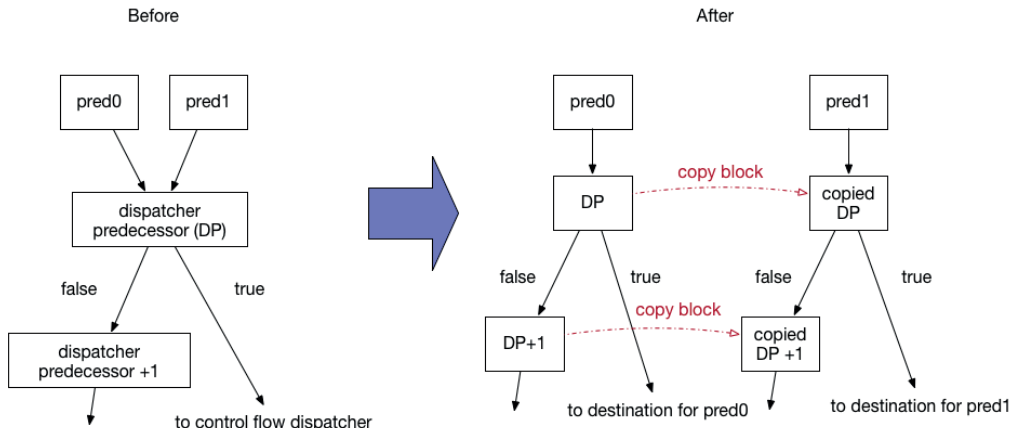 Before
After
pred0
pred1
pred0
pred1
copy block
dispatcher
predecessor (DP)
DP
copied
DP
false
true
false
true
false
true
copy block
dispatcher
predecessor +1
DP+1
copied
DP +1
to control flow dispatcher
to destination for pred0
to destination for pred1